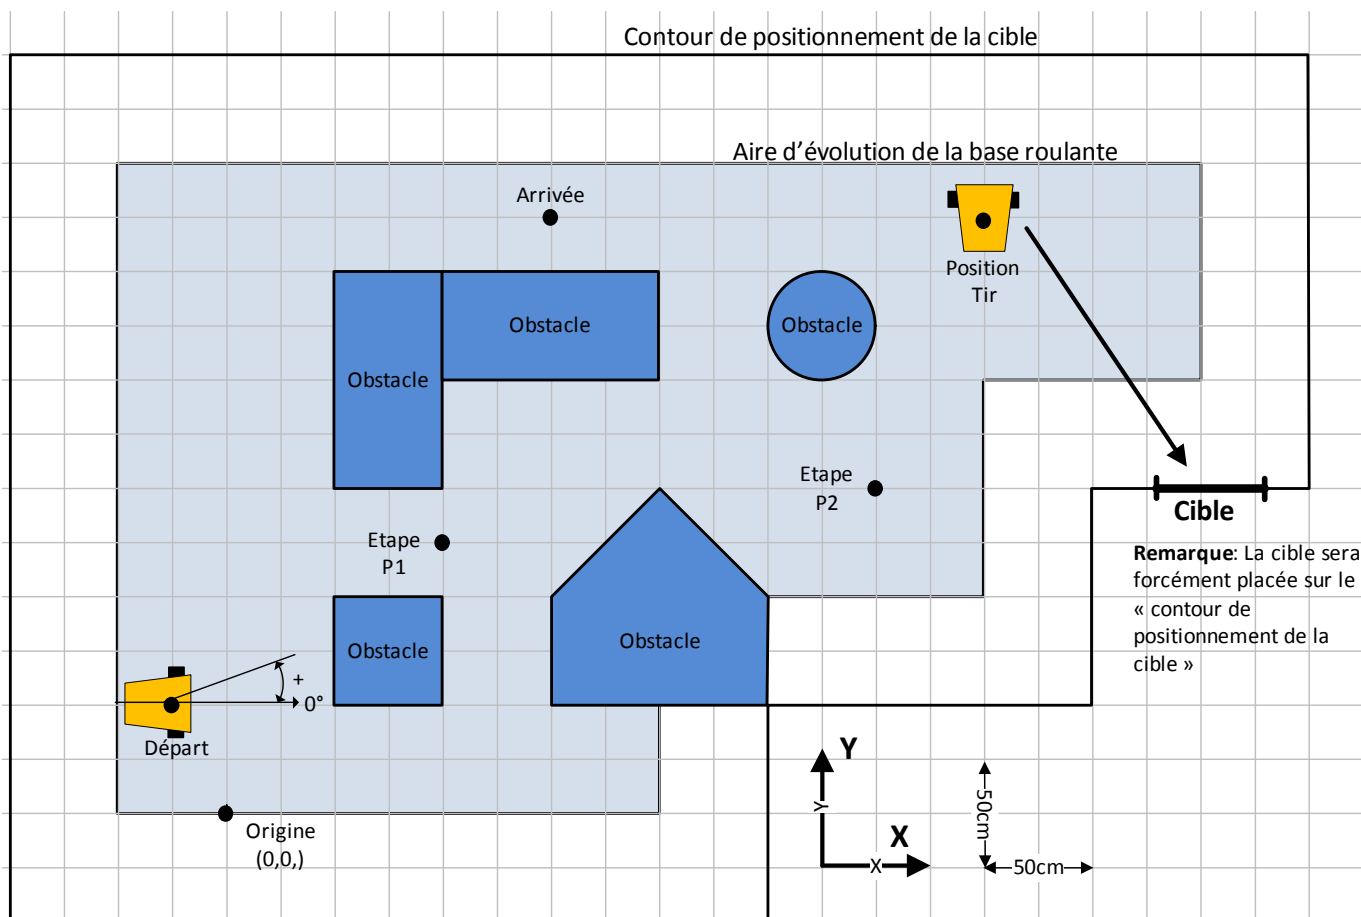 Contour de positionnement de la cible
Aire d’évolution de la base roulante
Arrivée
Position
Tir
Obstacle
Obstacle
Obstacle
Etape
P2
Cible
Etape
P1
Remarque: La cible sera
forcément placée sur le
« contour de
positionnement de la
cible »
Obstacle
Obstacle
+
0°
Départ
Origine
(0,0,)
Y
Y
X
X
50cm
50cm